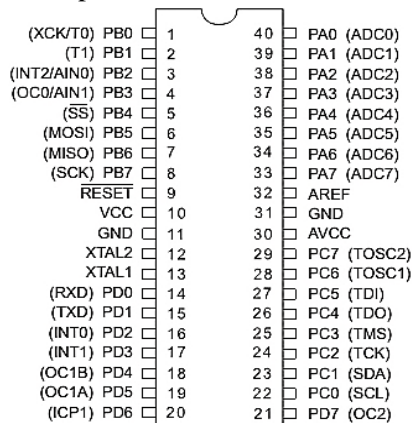 (XCK/T0) PB0 1 40 PA0 (ADC0)
(T1) PB1 2 39 PA1 (ADC1)
(INT2/AIN0) PB2 3 38 PA2 (ADC2)
(OC0/AIN1) PB3 4 37 PA3 (ADC3)
(SS) PB4 5 36 PA4 (ADC4)
(MOSI) PB5 6 35 PA5 (ADC5)
(MISO) PB6 7 34 PA6 (ADC6)
(SCK) PB7 8 33 PA7 (ADC7)
RESET 9 32 AREF
VCC 10 31 GND
GND 11 30 AVCC
XTAL2 12 29 PC7 (TOSC2)
XTAL1 13 28 PC6 (TOSC1)
(RXD) PD0 14 27 PC5 (TDI)
(TXD) PD1 15 26 PC4 (TDO)
(INT0) PD2 16 25 PC3 (TMS)
(INT1) PD3 17 24 PC2 (TCK)
(OC1B) PD4 18 23 PC1 (SDA)
(OC1A) PD5 19 22 PC0 (SCL)
(ICP1) PD6 20 21 PD7 (OC2)